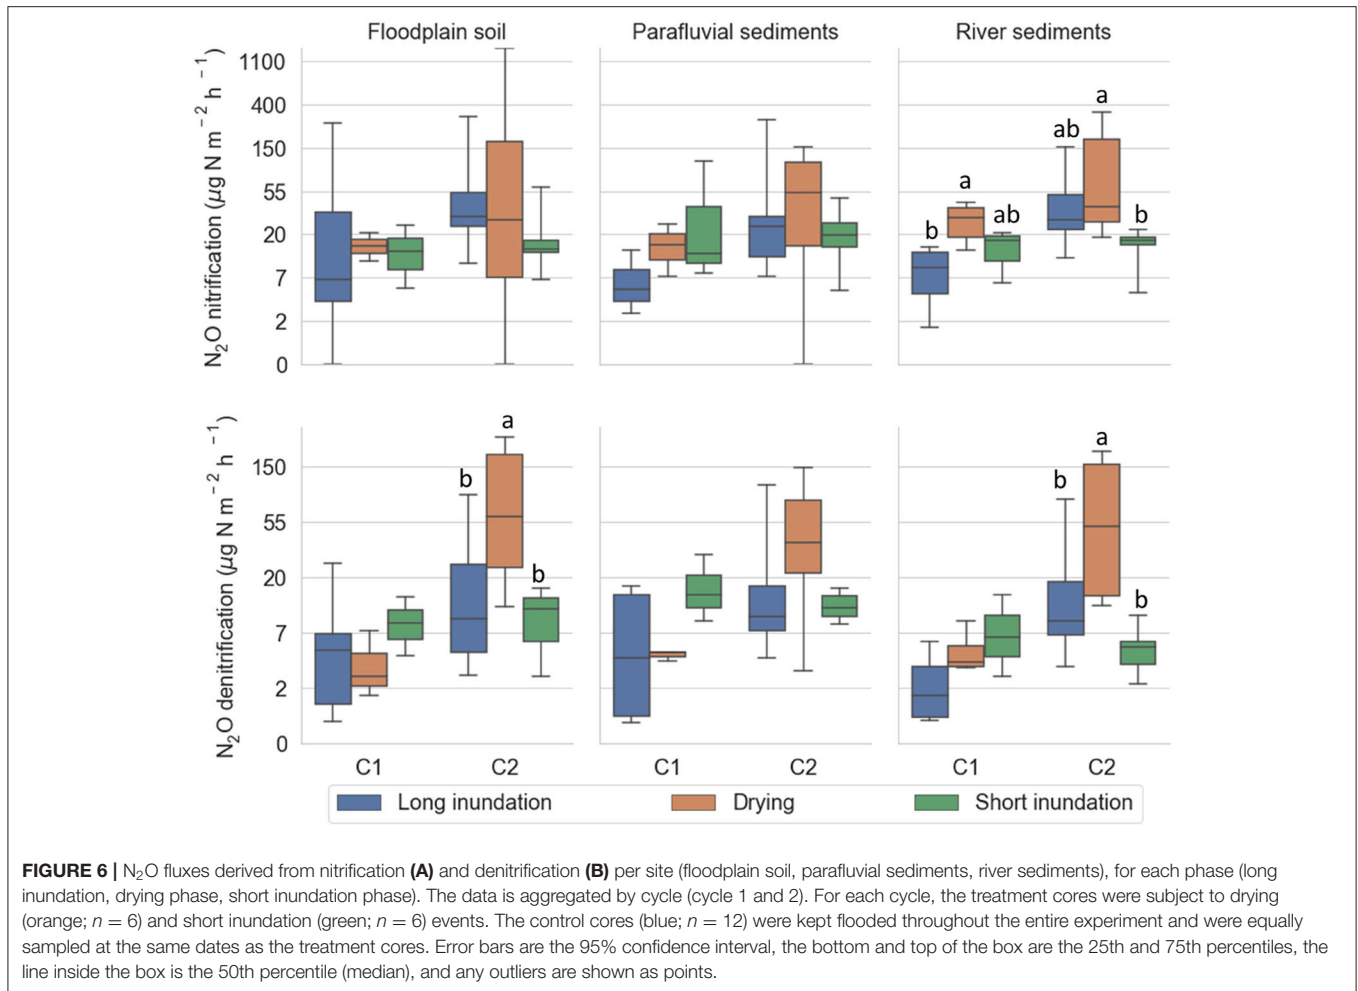 Floodplain soil
Parafluvial sediments
River sediments
N₂O nitrification (µg N m⁻² h⁻¹)
1100
400
150
55
20
7
2
0
b
a
ab
ab
a
b
N₂O denitrification (µg N m⁻² h⁻¹)
150
55
20
7
2
0
b
a
b
b
a
b
C1
C2
C1
C2
C1
C2
Long inundation
Drying
Short inundation
FIGURE 6 | N₂O fluxes derived from nitrification (A) and denitrification (B) per site (floodplain soil, parafluvial sediments, river sediments), for each phase (long
inundation, drying phase, short inundation phase). The data is aggregated by cycle (cycle 1 and 2). For each cycle, the treatment cores were subject to drying
(orange; n = 6) and short inundation (green; n = 6) events. The control cores (blue; n = 12) were kept flooded throughout the entire experiment and were equally
sampled at the same dates as the treatment cores. Error bars are the 95% confidence interval, the bottom and top of the box are the 25th and 75th percentiles, the
line inside the box is the 50th percentile (median), and any outliers are shown as points.